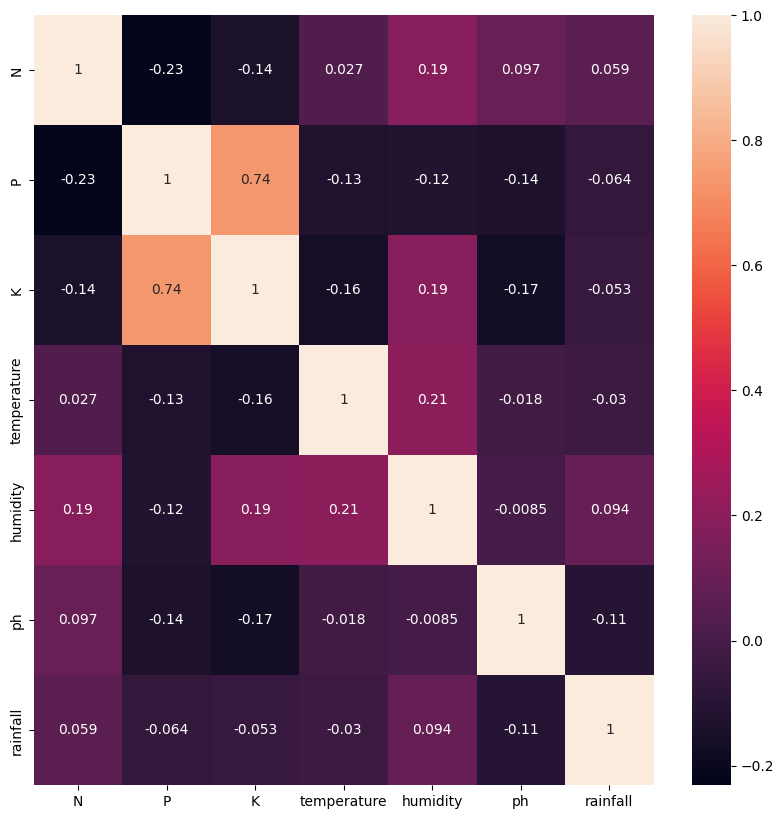 N 1 -0.23 -0.14 0.027 0.19 0.097 0.059
P -0.23 1 0.74 -0.13 -0.12 -0.14 -0.064
K -0.14 0.74 1 -0.16 0.19 -0.17 -0.053
temperature 0.027 -0.13 -0.16 1 0.21 -0.018 -0.03
humidity 0.19 -0.12 0.19 0.21 1 -0.0085 0.094
ph 0.097 -0.14 -0.17 -0.018 -0.0085 1 -0.11
rainfall 0.059 -0.064 -0.053 -0.03 0.094 -0.11 1
N P K temperature humidity ph rainfall
1.0
0.8
0.6
0.4
0.2
0.0
−0.2